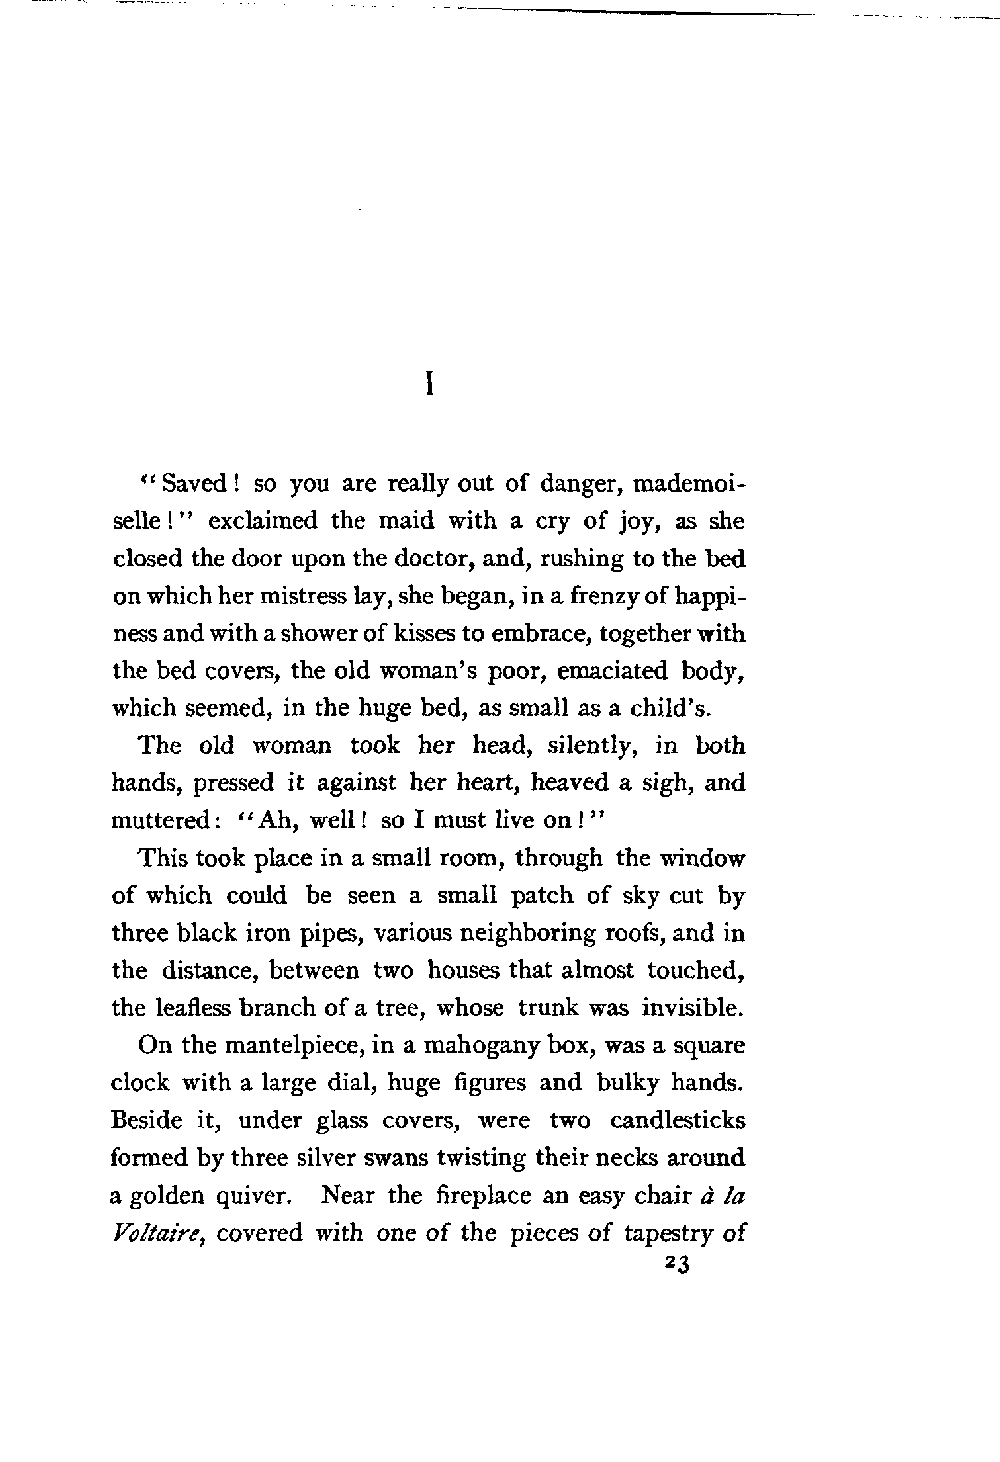 I
"Saved! so you are really out of danger, mademoi-
selle!" exclaimed the maid with a cry of joy, as she
closed the door upon the doctor, and, rushing to the bed
on which her mistress lay, she began, in a frenzy of happi-
ness and with a shower of kisses to embrace, together with
the bed covers, the old woman's poor, emaciated body,
which seemed, in the huge bed, as small as a child's.
The old woman took her head, silently, in both
hands, pressed it against her heart, heaved a sigh, and
muttered: "Ah, well! so I must live on!"
This took place in a small room, through the window
of which could be seen a small patch of sky cut by
three black iron pipes, various neighboring roofs, and in
the distance, between two houses that almost touched,
the leafless branch of a tree, whose trunk was invisible.
On the mantelpiece, in a mahogany box, was a square
clock with a large dial, huge figures and bulky hands.
Beside it, under glass covers, were two candlesticks
formed by three silver swans twisting their necks around
a golden quiver. Near the fireplace an easy chair à la
Voltaire, covered with one of the pieces of tapestry of
23